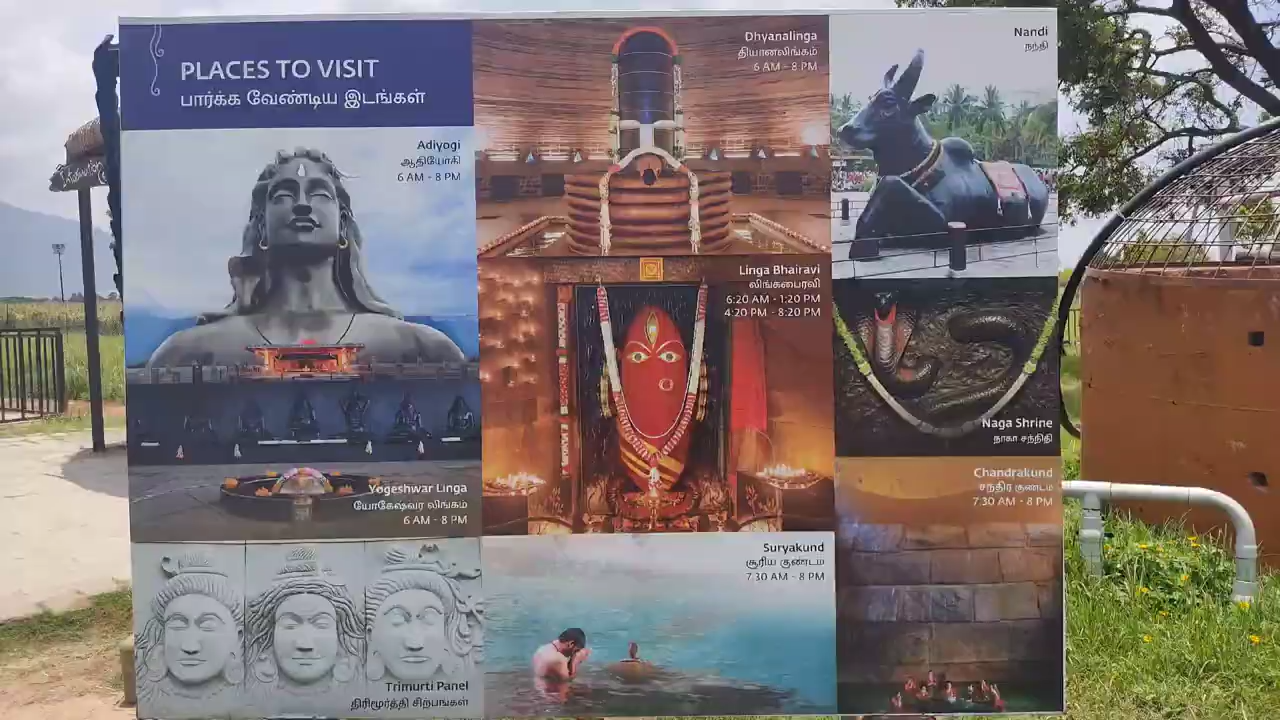 PLACES TO VISIT
பார்க்க வேண்டிய இடங்கள்
Adiyogi
ஆதியோகி
6 AM - 8 PM
Yogeshwar Linga
யோகேஷ்வர லிங்கம்
6 AM - 8 PM
Trimurti Panel
திரிமூர்த்தி சிற்பங்கள்
Dhyanalinga
தியானலிங்கம்
6 AM - 8 PM
Linga Bhairavi
லிங்கபைரவி
6:20 AM - 1:20 PM
4:20 PM - 8:20 PM
Suryakund
சூரிய குண்டம்
7.30 AM - 8 PM
Nandi
நந்தி
Naga Shrine
நாகா சந்நிதி
Chandrakund
சந்திர குண்டம்
7.30 AM - 8 PM